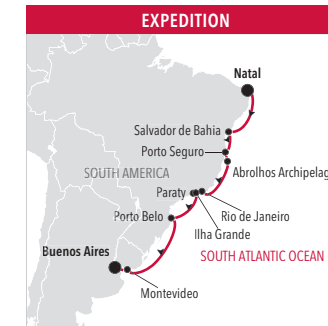 EXPEDITION
Natal
Salvador de Bahia
Porto Seguro
SOUTH AMERICA
Abrolhos Archipelag
Paraty
Porto Belo
Rio de Janeiro
Ilha Grande
Buenos Aires
SOUTH ATLANTIC OCEAN
Montevideo